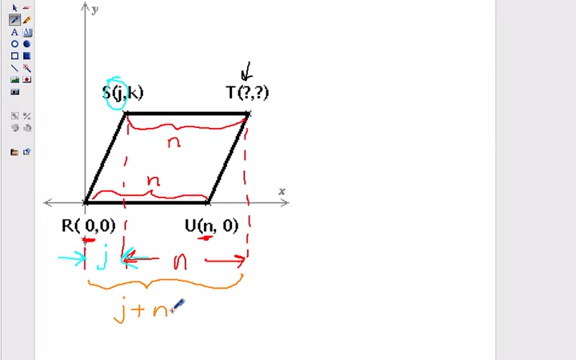 y
S(j,k) T(?,?)
n
n
x
R( 0,0) U(n, 0)
j n
j + n